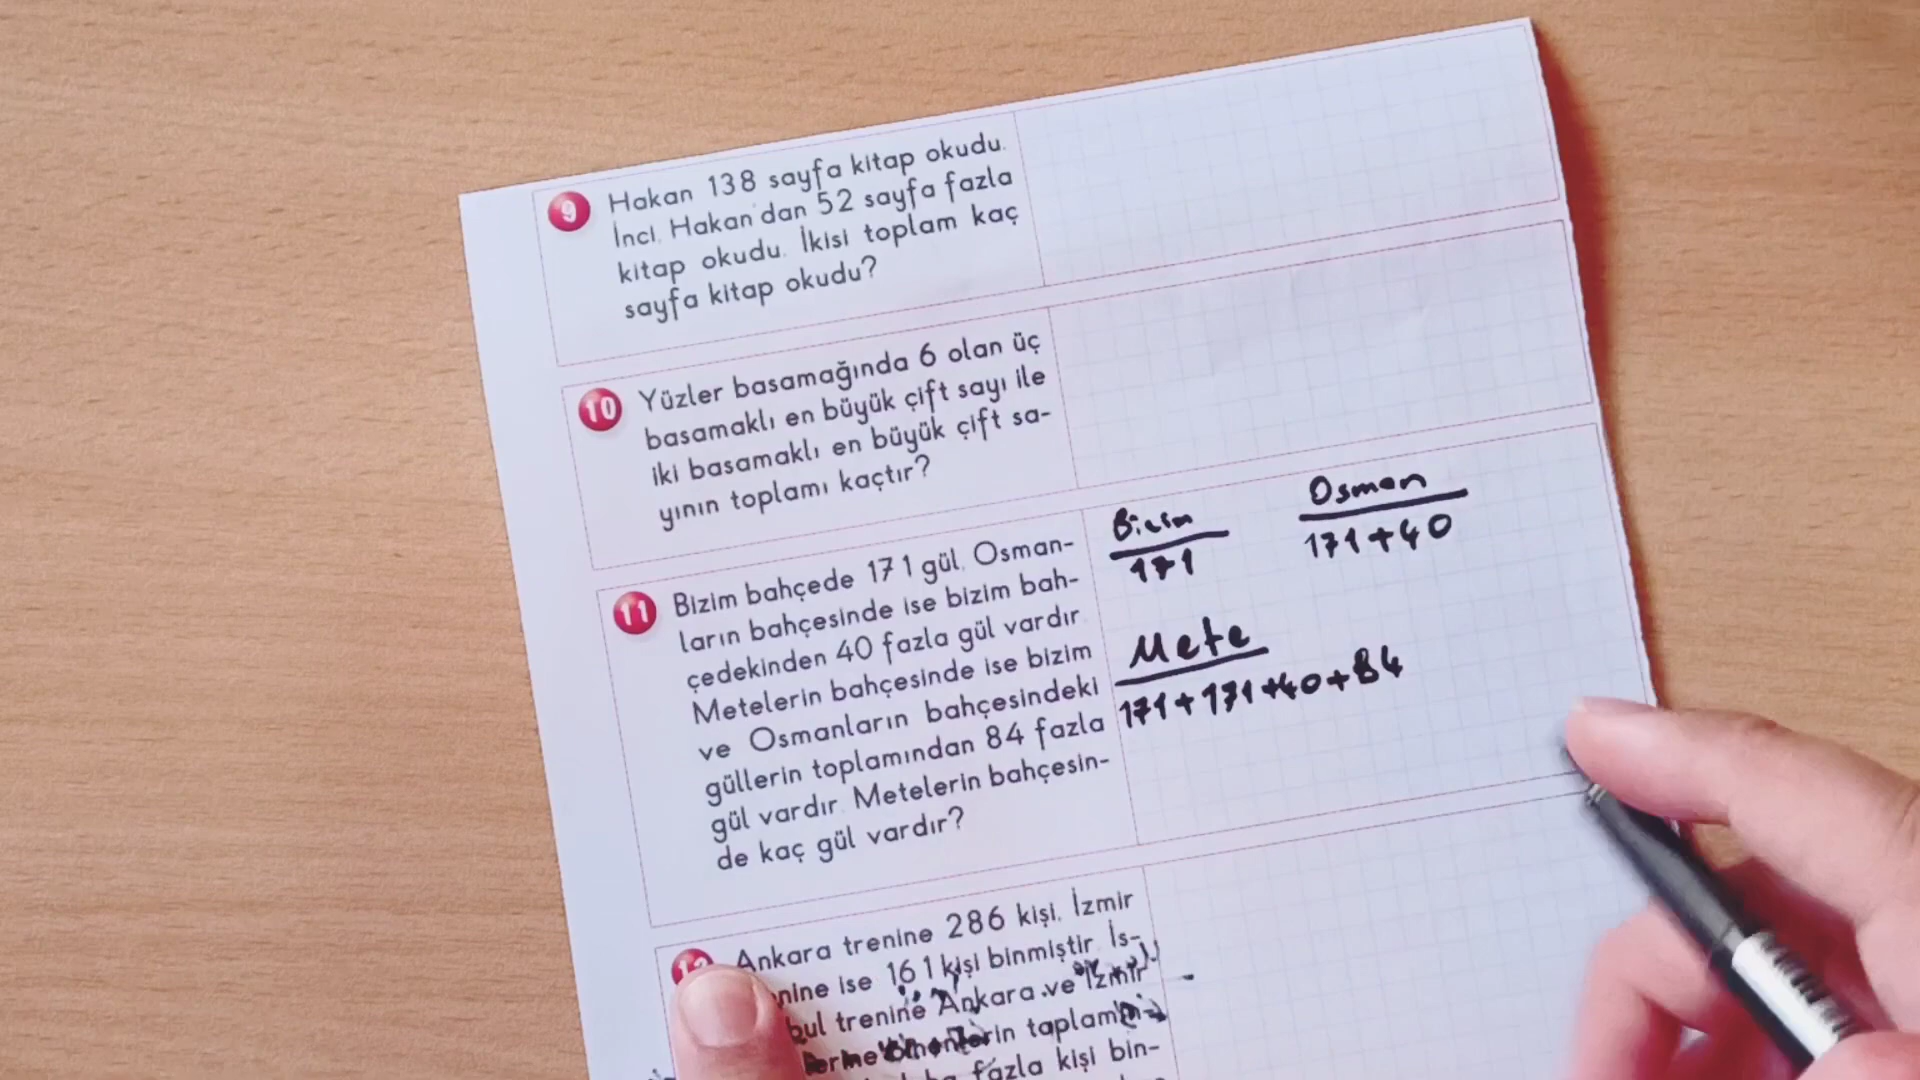 9
Hakan 138 sayfa kitap okudu.
İnci, Hakan'dan 52 sayfa fazla
kitap okudu. İkisi toplam kaç
sayfa kitap okudu?
10
Yüzler basamağında 6 olan üç
basamaklı en büyük çift sayı ile
iki basamaklı en büyük çift sa-
yının toplamı kaçtır?
11
Bizim bahçede 171 gül, Osman-
ların bahçesinde ise bizim bah-
çedekinden 40 fazla gül vardır.
Metelerin bahçesinde ise bizim
ve Osmanların bahçesindeki
güllerin toplamından 84 fazla
gül vardır. Metelerin bahçesin-
de kaç gül vardır?
Bizim
171
Osman
171+40
Mete
171+171+40+84
12
Ankara trenine 286 kişi, İzmir
ise 161 kişi binmiştir. İs-
trenine Ankara ve İzmir
fazla kişi bin-